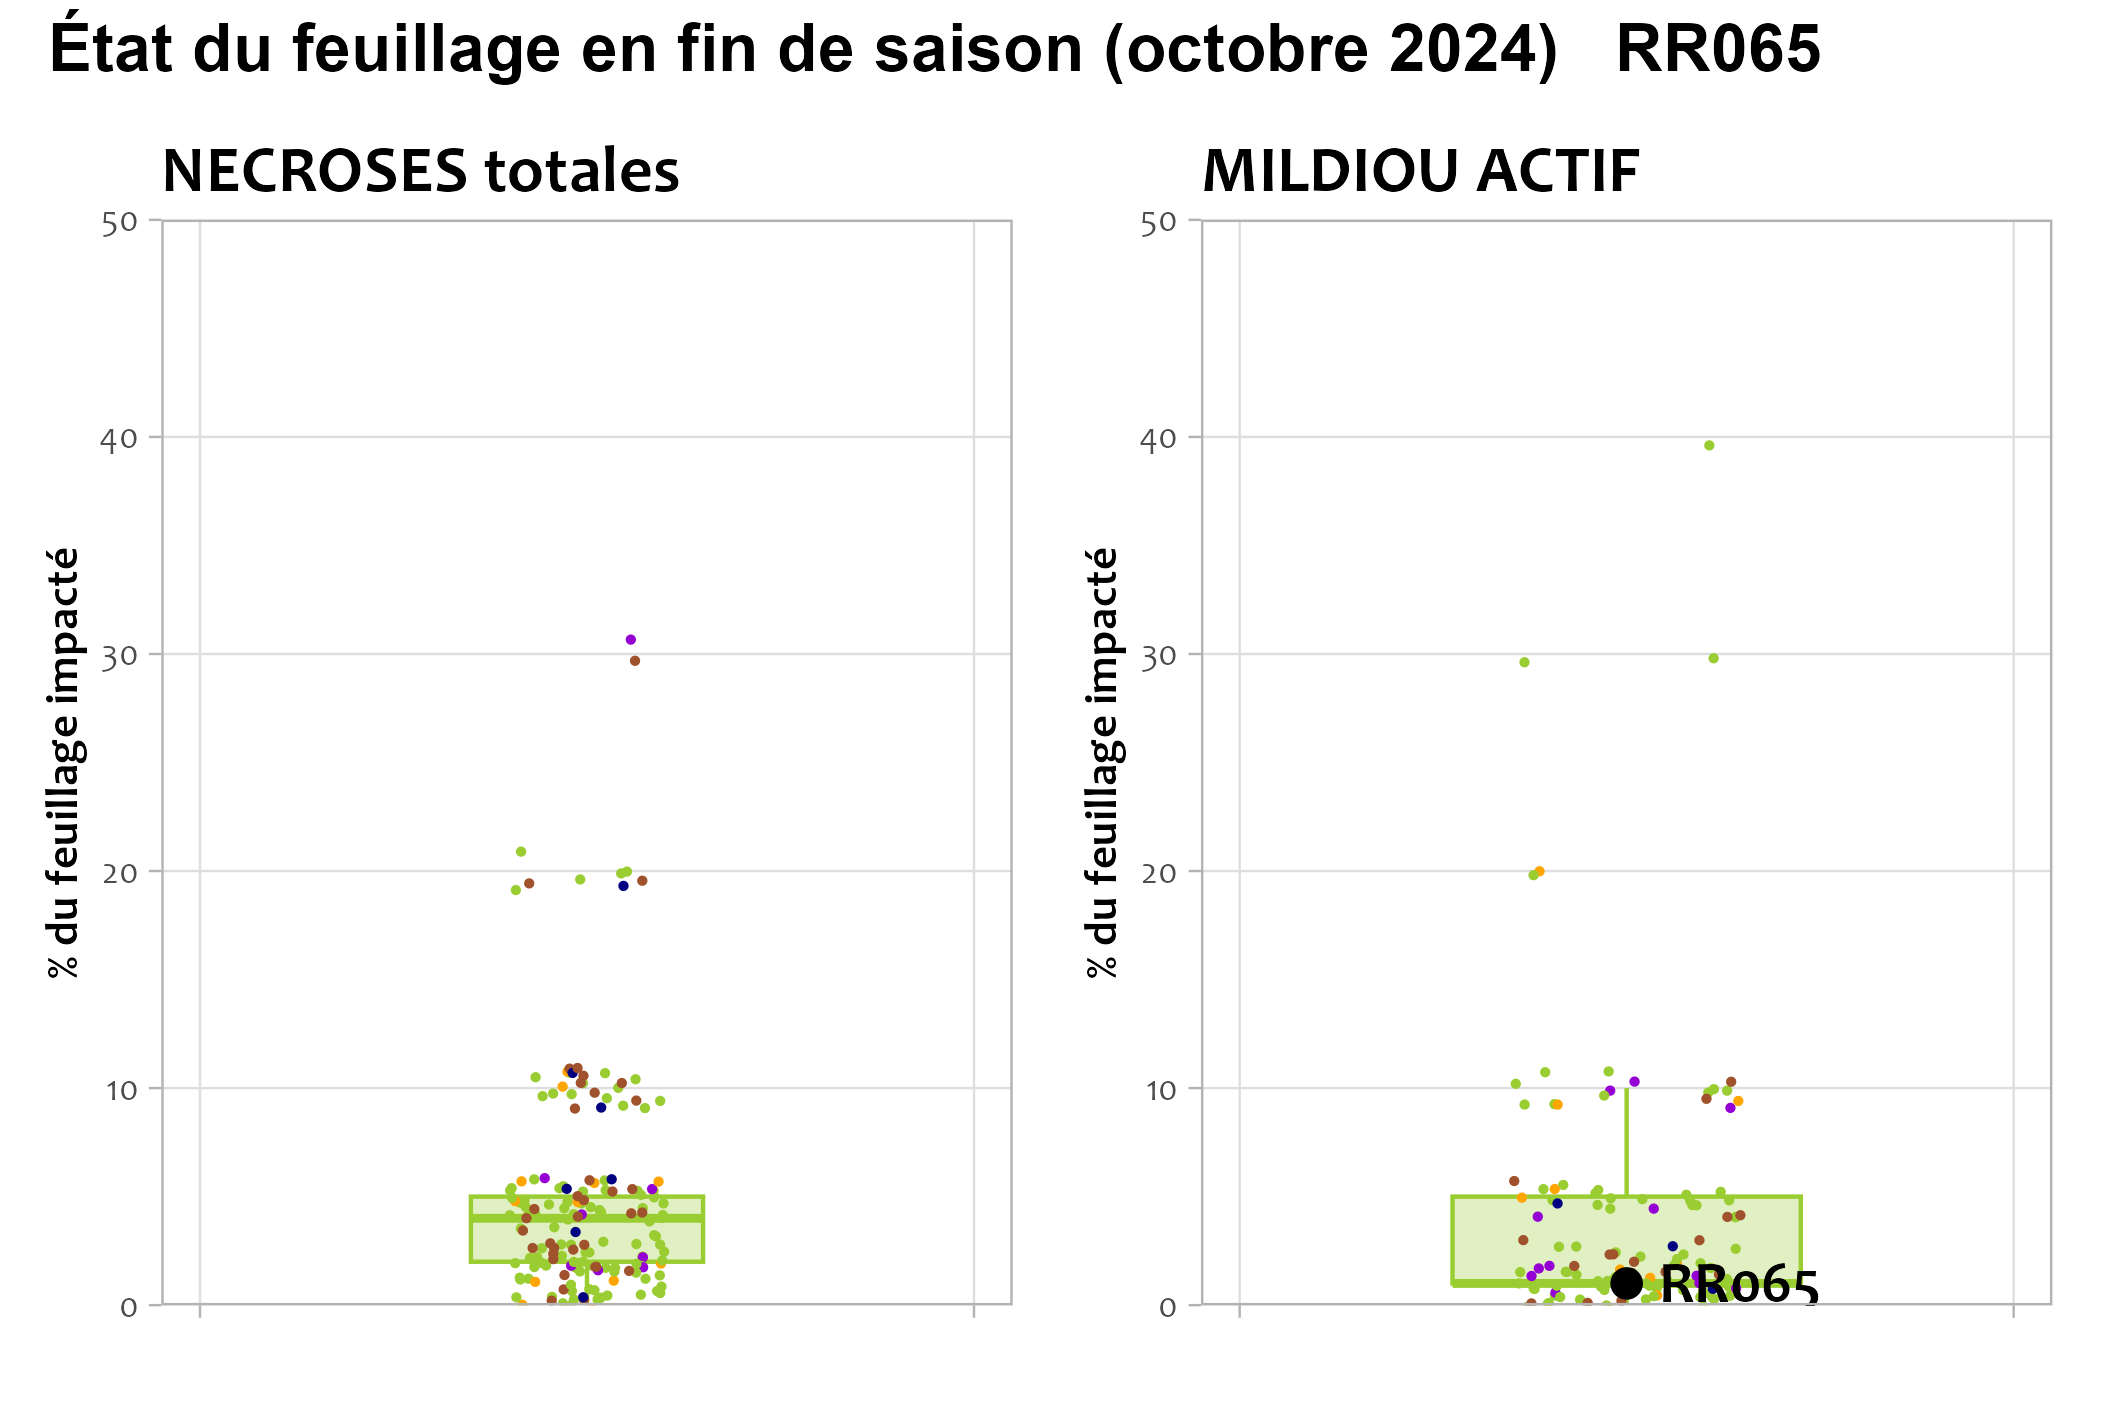 État du feuillage en fin de saison (octobre 2024) RR065
NECROSES totales
MILDIOU ACTIF
% du feuillage impacté
50
40
30
20
10
0
% du feuillage impacté
50
40
30
20
10
0
RR065